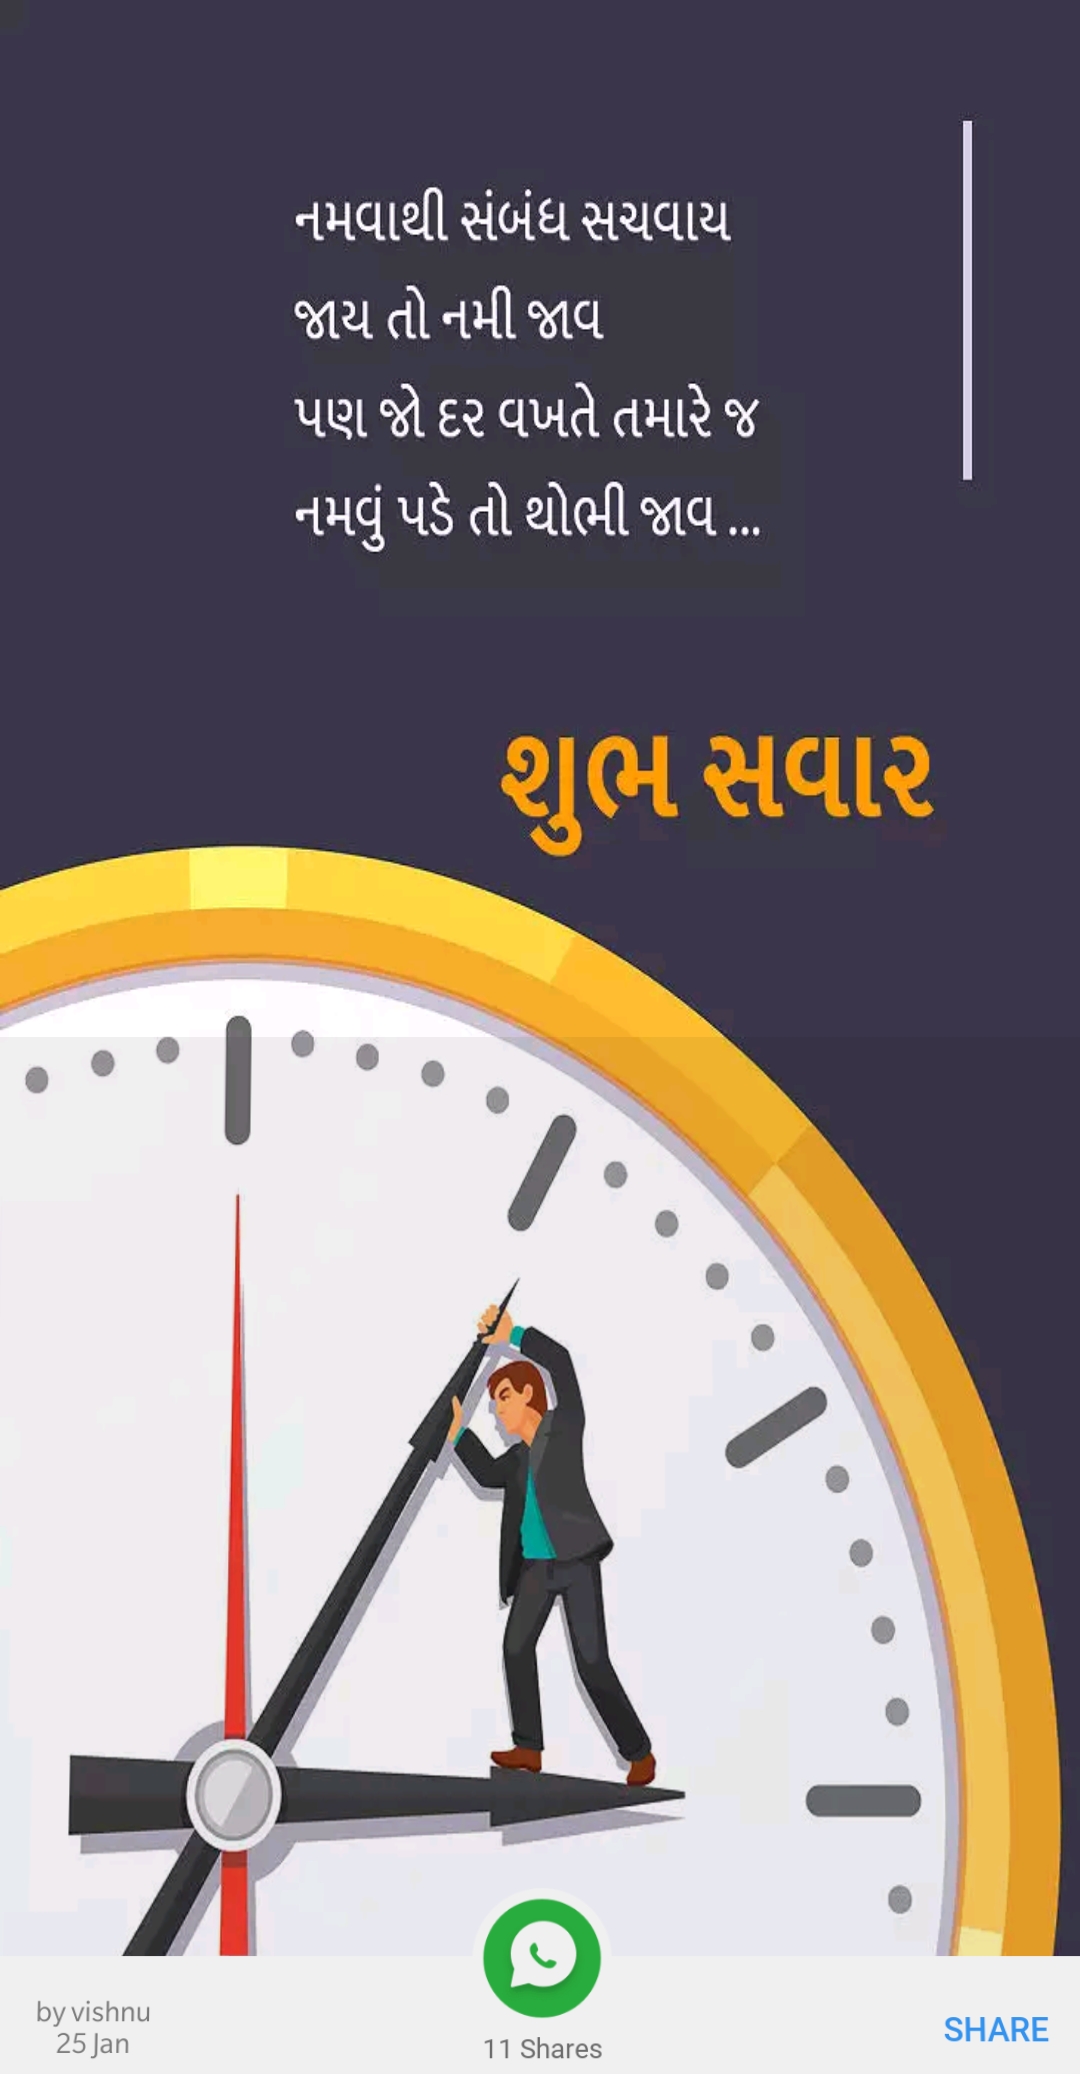 નમવાથી સંબંધ સચવાય
જાય તો નમી જાવ
પણ જો દર વખતે તમારે જ
નમવું પડે તો થોભી જાવ ...
શુભ સવાર
by vishnu
25 Jan
11 Shares
SHARE